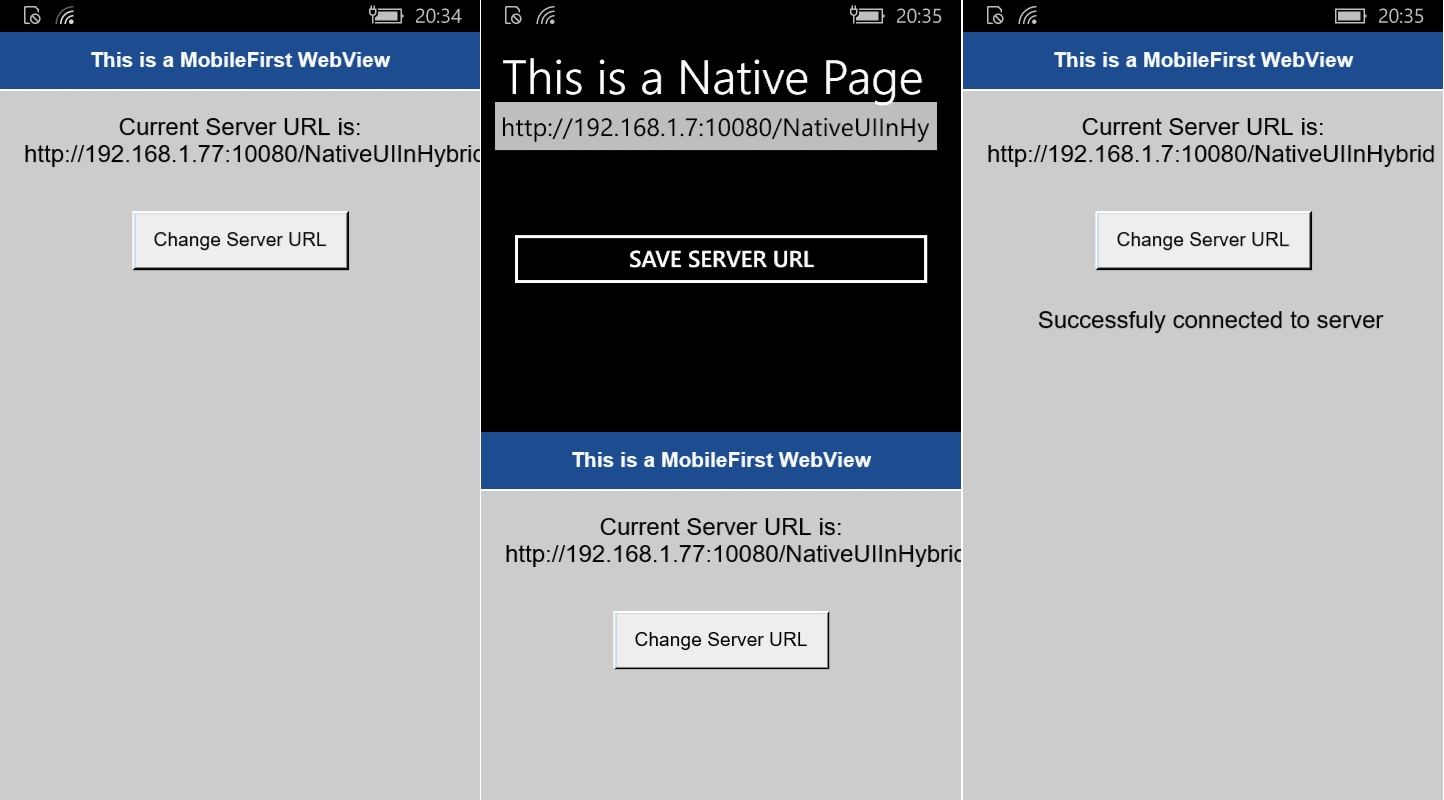 20:34
This is a MobileFirst WebView
Current Server URL is:
http://192.168.1.77:10080/NativeUIInHybrid
Change Server URL
20:35
This is a Native Page
http://192.168.1.7:10080/NativeUIInHy
SAVE SERVER URL
This is a MobileFirst WebView
Current Server URL is:
http://192.168.1.77:10080/NativeUIInHybrid
Change Server URL
20:35
This is a MobileFirst WebView
Current Server URL is:
http://192.168.1.7:10080/NativeUIInHybrid
Change Server URL
Successfuly connected to server